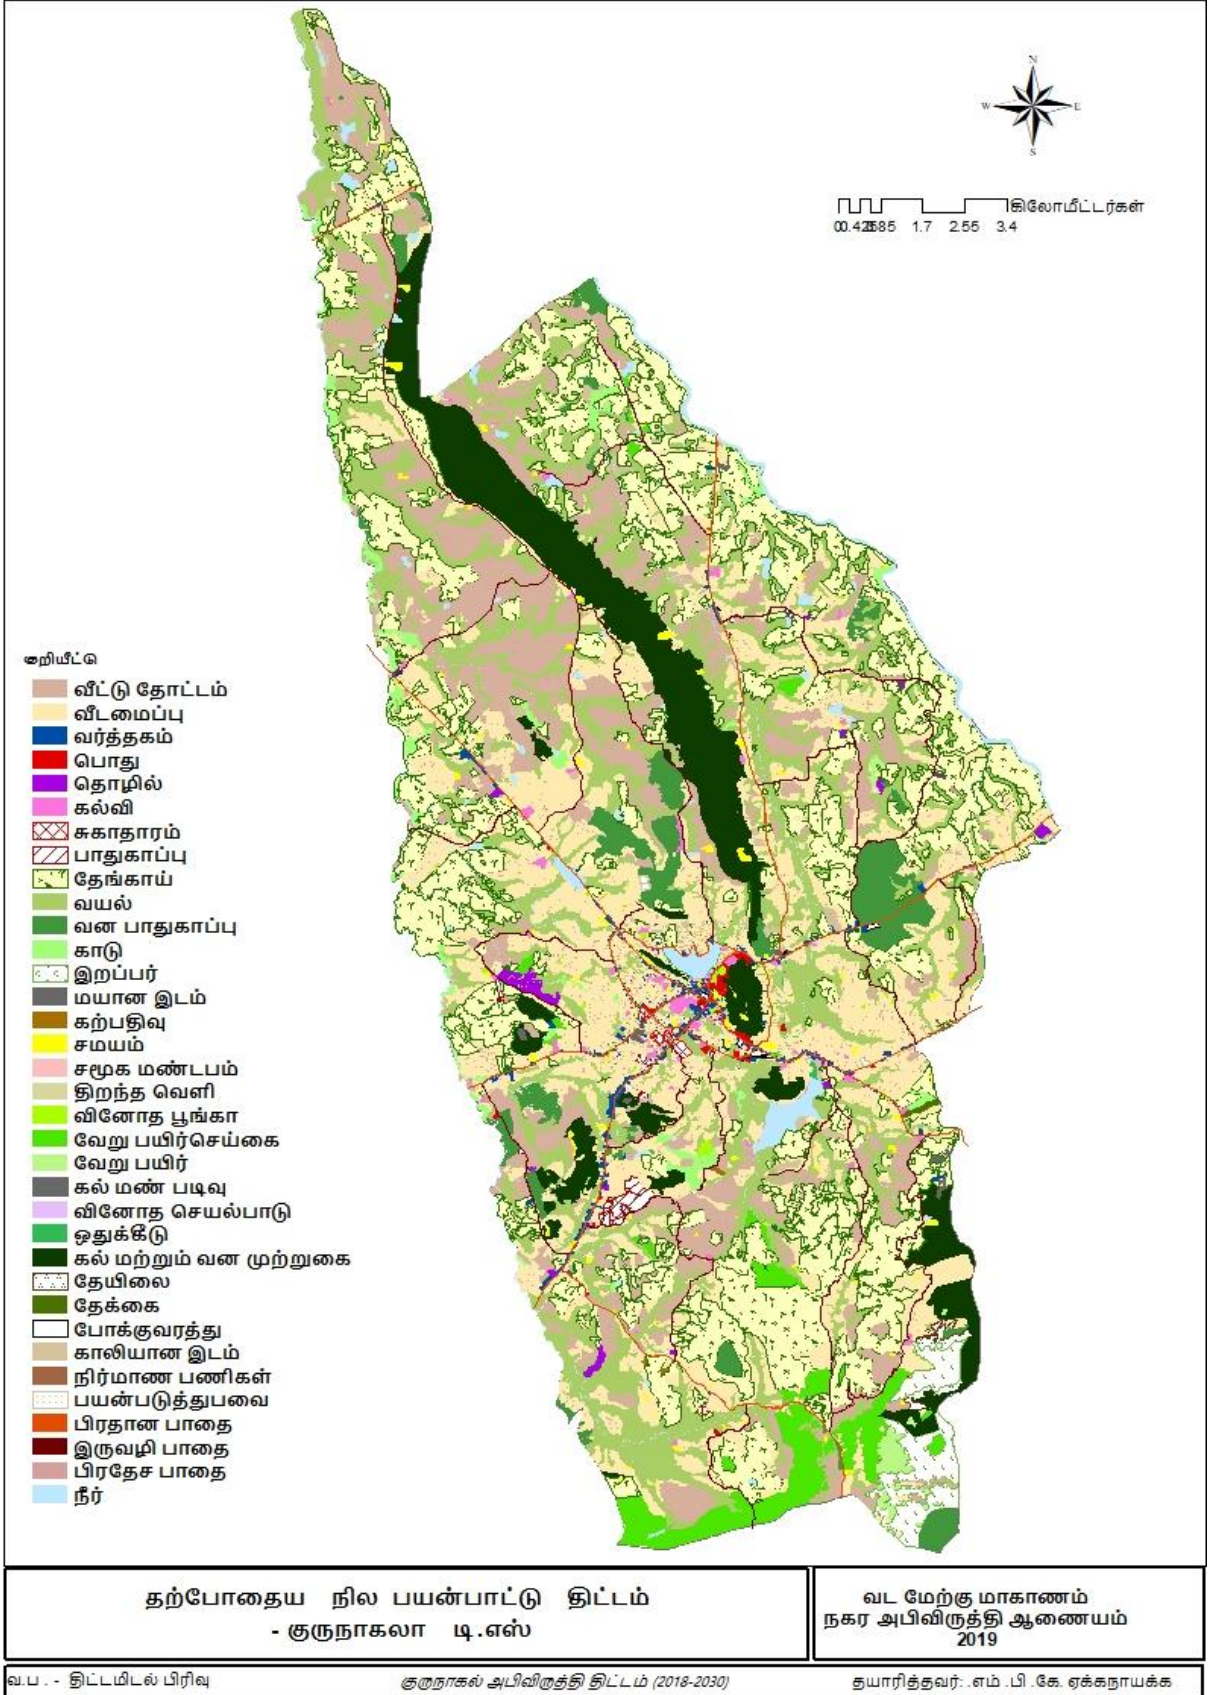 N
W E
S
கிலோமீட்டர்கள்
1.7 2.55 3.4
குறியீட்டு
வீட்டு தோட்டம்
வீடமைப்பு
வர்த்தகம்
பொது
தொழில்
கல்வி
சுகாதாரம்
பாதுகாப்பு
தேங்காய்
வயல்
வன பாதுகாப்பு
காடு
இறப்பர்
மயான இடம்
கற்பதிவு
சமயம்
சமூக மண்டபம்
திறந்த வெளி
வினோத பூங்கா
வேறு பயிர்செய்கை
வேறு பயிர்
கல் மண் படிவு
வினோத செயல்பாடு
ஒதுக்கீடு
கல் மற்றும் வன முற்றுகை
தேயிலை
தேக்கை
போக்குவரத்து
காலியான இடம்
நிர்மாண பணிகள்
பயன்படுத்துபவை
பிரதான பாதை
இருவழி பாதை
பிரதேச பாதை
நீர்
தற்போதைய நில பயன்பாட்டு திட்டம்
- குருநாகலா டி.எஸ்
வட மேற்கு மாகாணம்
நகர அபிவிருத்தி ஆணையம்
2019
வ.ப . - திட்டமிடல் பிரிவு
குருநாகல் அபிவிருத்தி திட்டம் (2018-2030)
தயாரித்தவர்: .எம் .பி .கே. ஏக்கநாயக்க